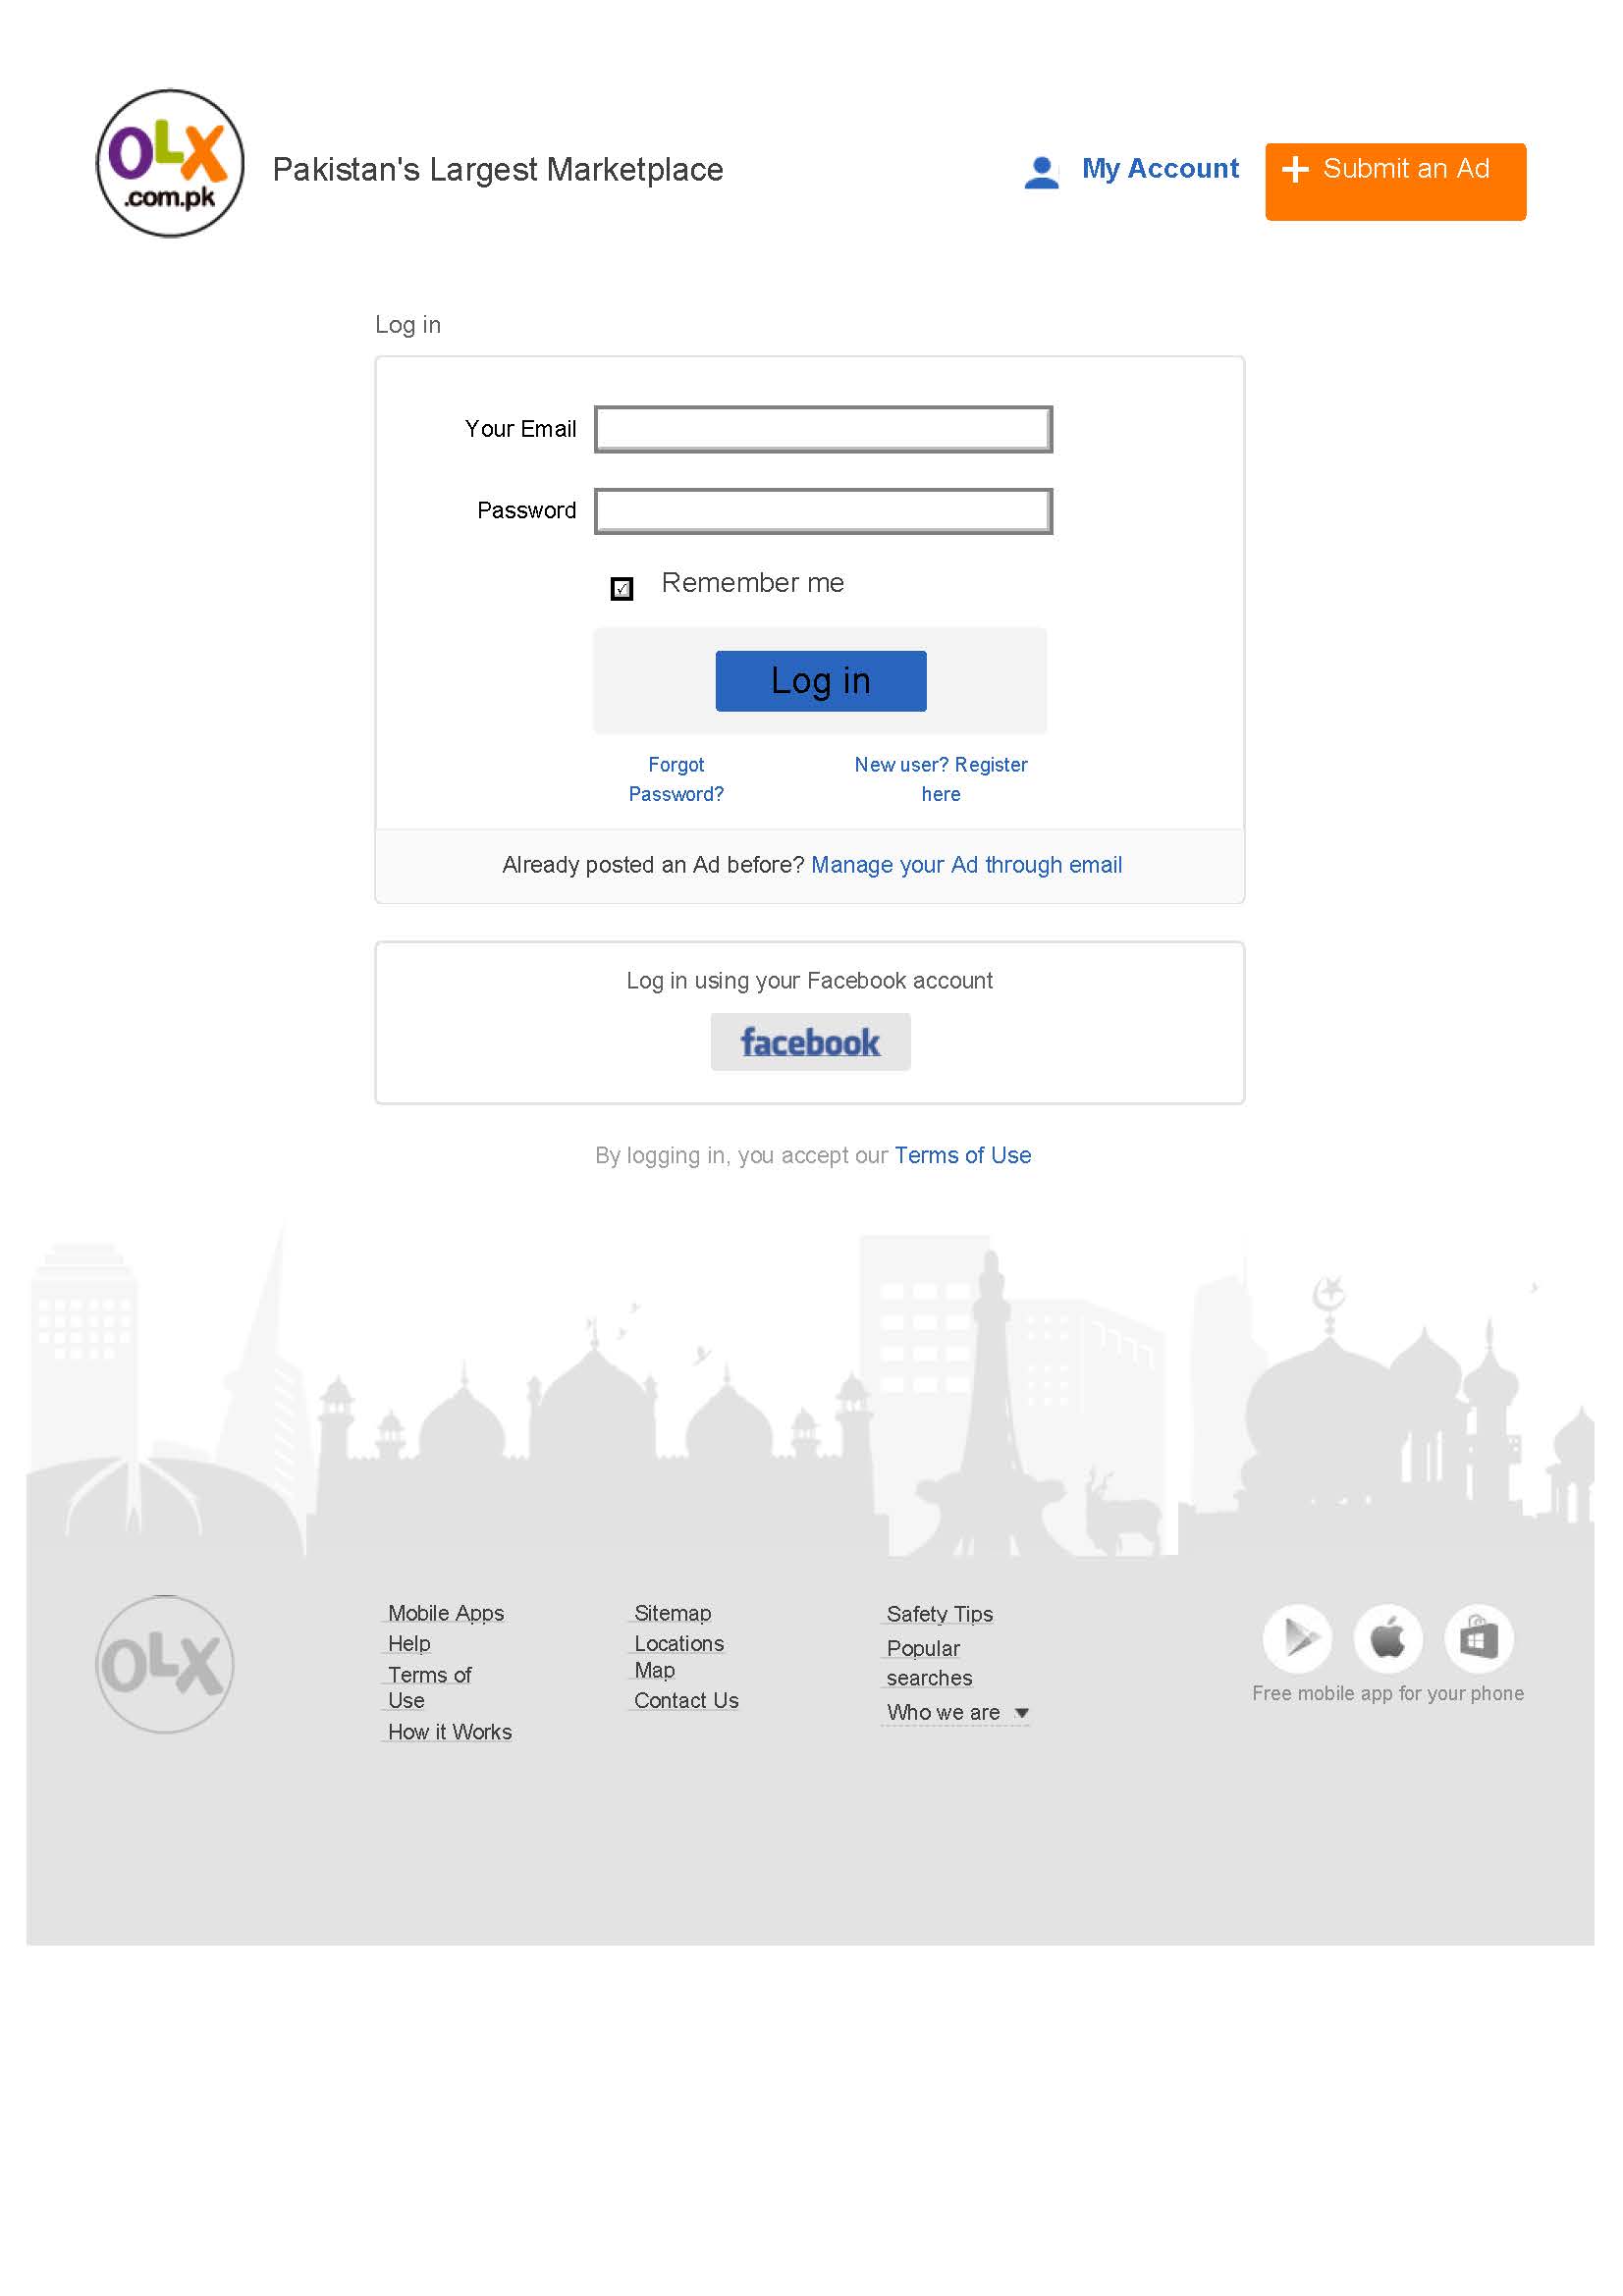 OLX
.com.pk
Pakistan's Largest Marketplace
My Account
+ Submit an Ad
Log in
Your Email
Password
Remember me
Log in
Forgot
Password?
New user? Register
here
Already posted an Ad before? Manage your Ad through email
Log in using your Facebook account
facebook
By logging in, you accept our Terms of Use
OLX
Mobile Apps
Help
Terms of
Use
How it Works
Sitemap
Locations
Map
Contact Us
Safety Tips
Popular
searches
Who we are
Free mobile app for your phone